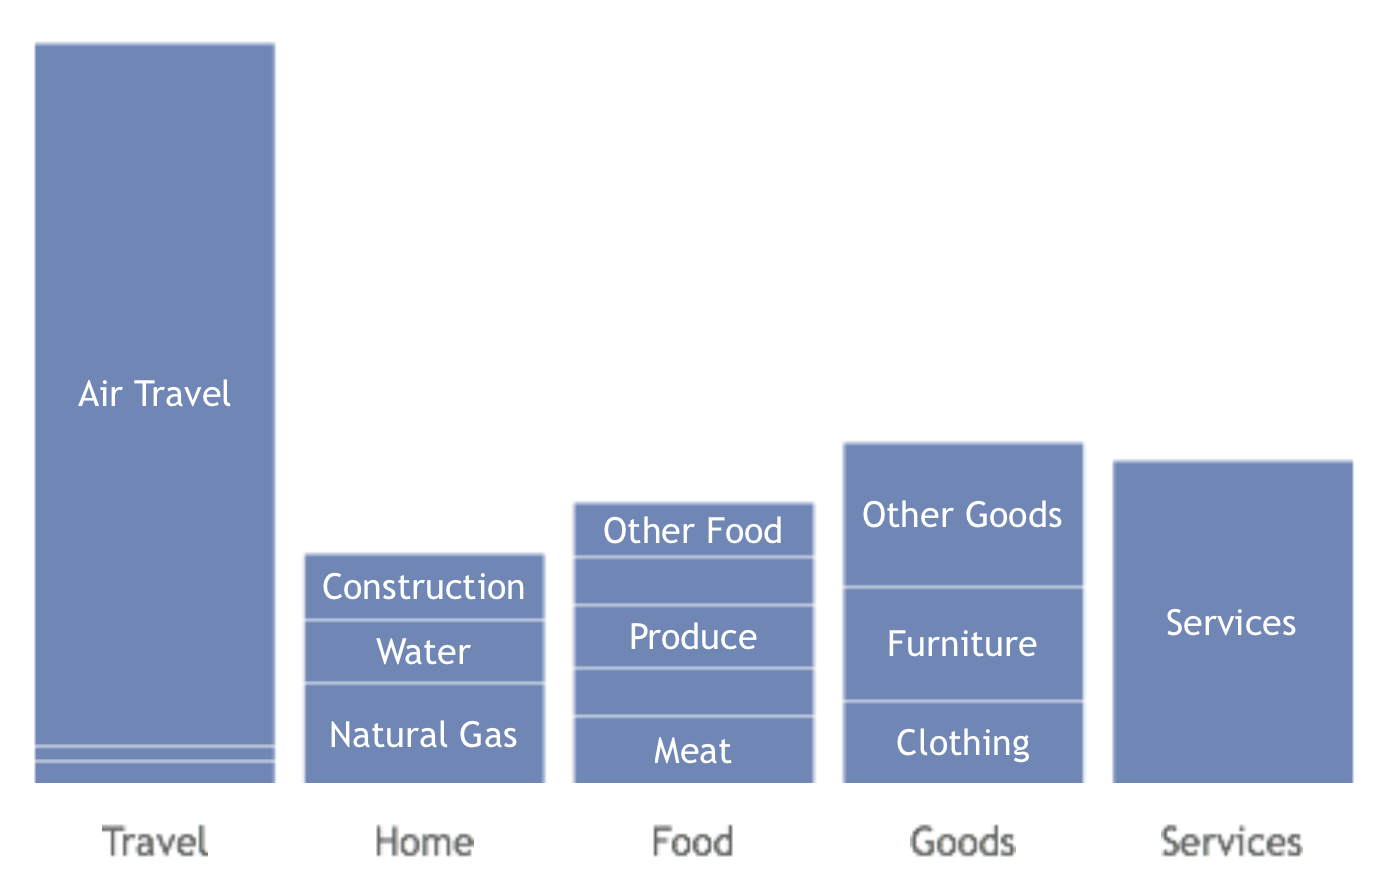 Air Travel
Construction
Water
Natural Gas
Other Food
Produce
Meat
Other Goods
Furniture
Clothing
Services
Travel
Home
Food
Goods
Services